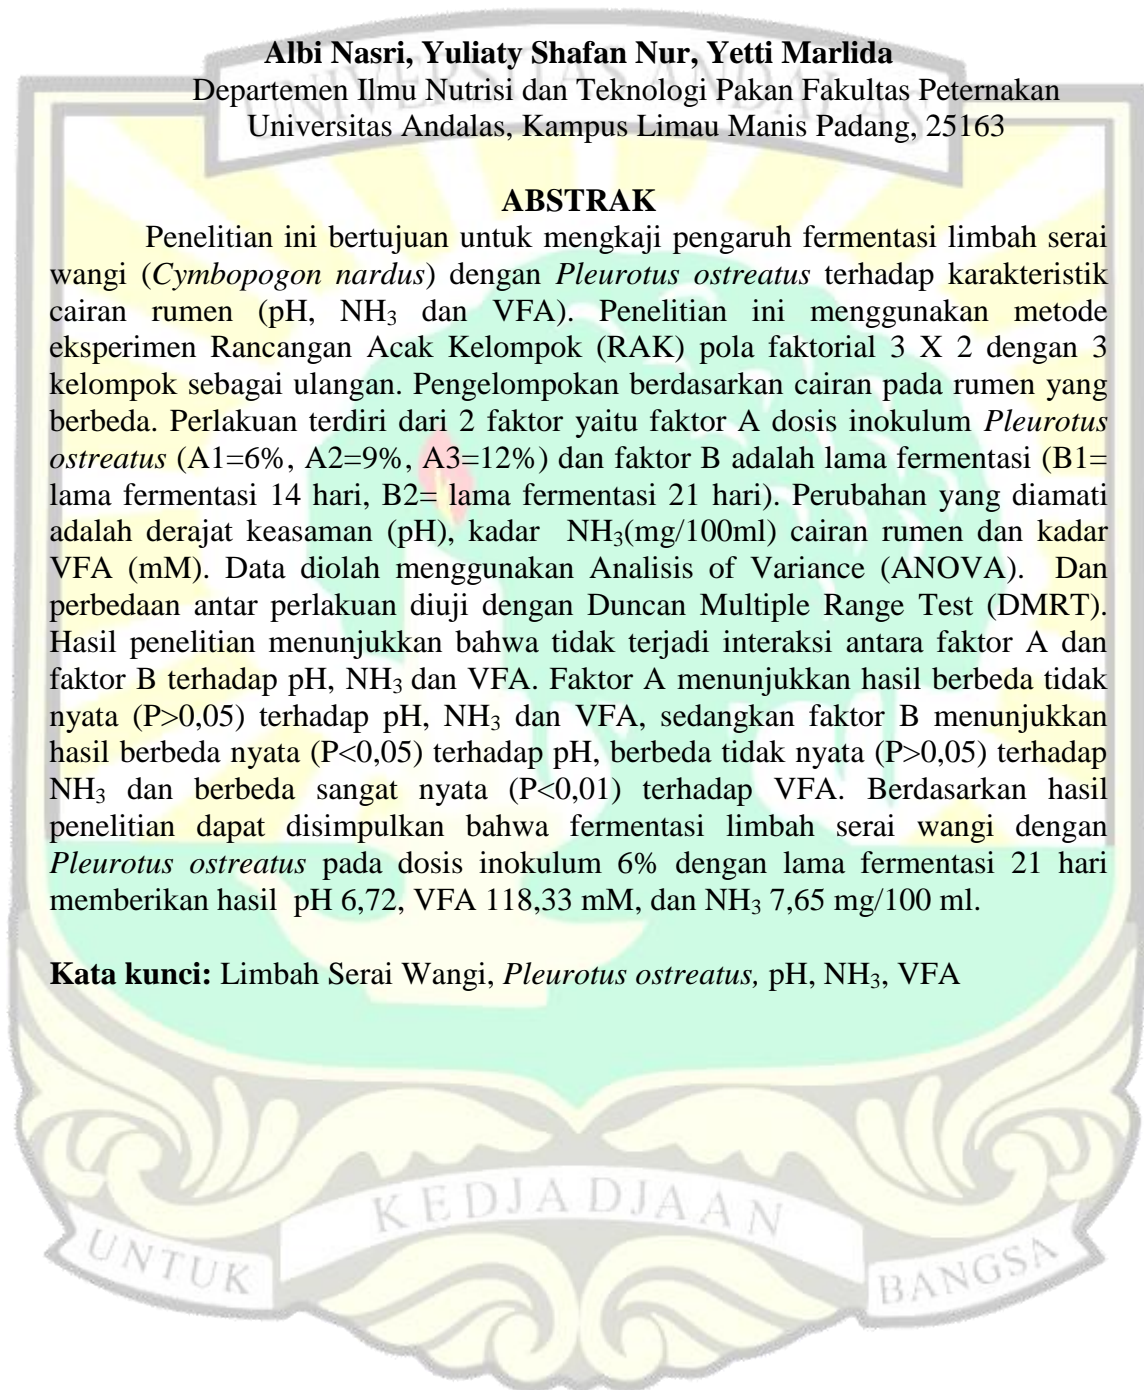 Albi Nasri, Yuliaty Shafan Nur, Yetti Marlida
Departemen Ilmu Nutrisi dan Teknologi Pakan Fakultas Peternakan
Universitas Andalas, Kampus Limau Manis Padang, 25163
UNIVERSITAS ANDALAS
ABSTRAK
Penelitian ini bertujuan untuk mengkaji pengaruh fermentasi limbah serai
wangi (Cymbopogon nardus) dengan Pleurotus ostreatus terhadap karakteristik
cairan rumen (pH, NH₃ dan VFA). Penelitian ini menggunakan metode
eksperimen Rancangan Acak Kelompok (RAK) pola faktorial 3 X 2 dengan 3
kelompok sebagai ulangan. Pengelompokan berdasarkan cairan pada rumen yang
berbeda. Perlakuan terdiri dari 2 faktor yaitu faktor A dosis inokulum Pleurotus
ostreatus (A1=6%, A2=9%, A3=12%) dan faktor B adalah lama fermentasi (B1=
lama fermentasi 14 hari, B2= lama fermentasi 21 hari). Perubahan yang diamati
adalah derajat keasaman (pH), kadar NH₃(mg/100ml) cairan rumen dan kadar
VFA (mM). Data diolah menggunakan Analisis of Variance (ANOVA). Dan
perbedaan antar perlakuan diuji dengan Duncan Multiple Range Test (DMRT).
Hasil penelitian menunjukkan bahwa tidak terjadi interaksi antara faktor A dan
faktor B terhadap pH, NH₃ dan VFA. Faktor A menunjukkan hasil berbeda tidak
nyata (P>0,05) terhadap pH, NH₃ dan VFA, sedangkan faktor B menunjukkan
hasil berbeda nyata (P<0,05) terhadap pH, berbeda tidak nyata (P>0,05) terhadap
NH₃ dan berbeda sangat nyata (P<0,01) terhadap VFA. Berdasarkan hasil
penelitian dapat disimpulkan bahwa fermentasi limbah serai wangi dengan
Pleurotus ostreatus pada dosis inokulum 6% dengan lama fermentasi 21 hari
memberikan hasil pH 6,72, VFA 118,33 mM, dan NH₃ 7,65 mg/100 ml.
Kata kunci: Limbah Serai Wangi, Pleurotus ostreatus, pH, NH₃, VFA
UNTUK KEDJADJAAN BANGSA